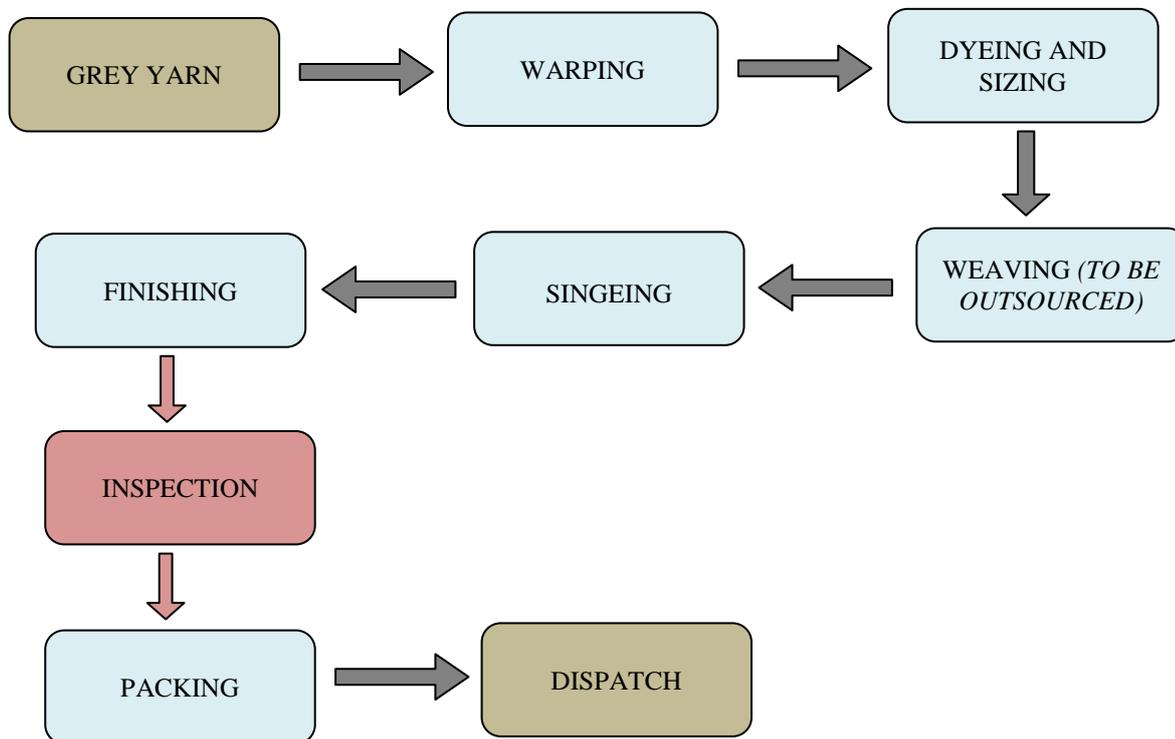 GREY YARN
WARPING
DYEING AND
SIZING
WEAVING (TO BE
OUTSOURCED)
SINGEING
FINISHING
INSPECTION
PACKING
DISPATCH